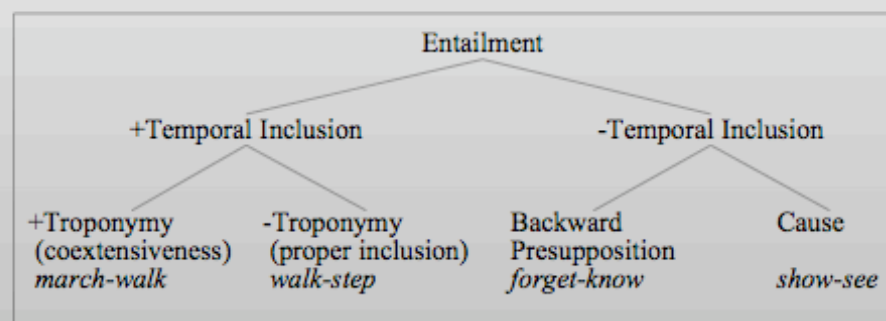 Entailment
+Temporal Inclusion -Temporal Inclusion
+Troponymy -Troponymy Backward Cause
(coextensiveness) (proper inclusion) Presupposition
march-walk walk-step forget-know show-see